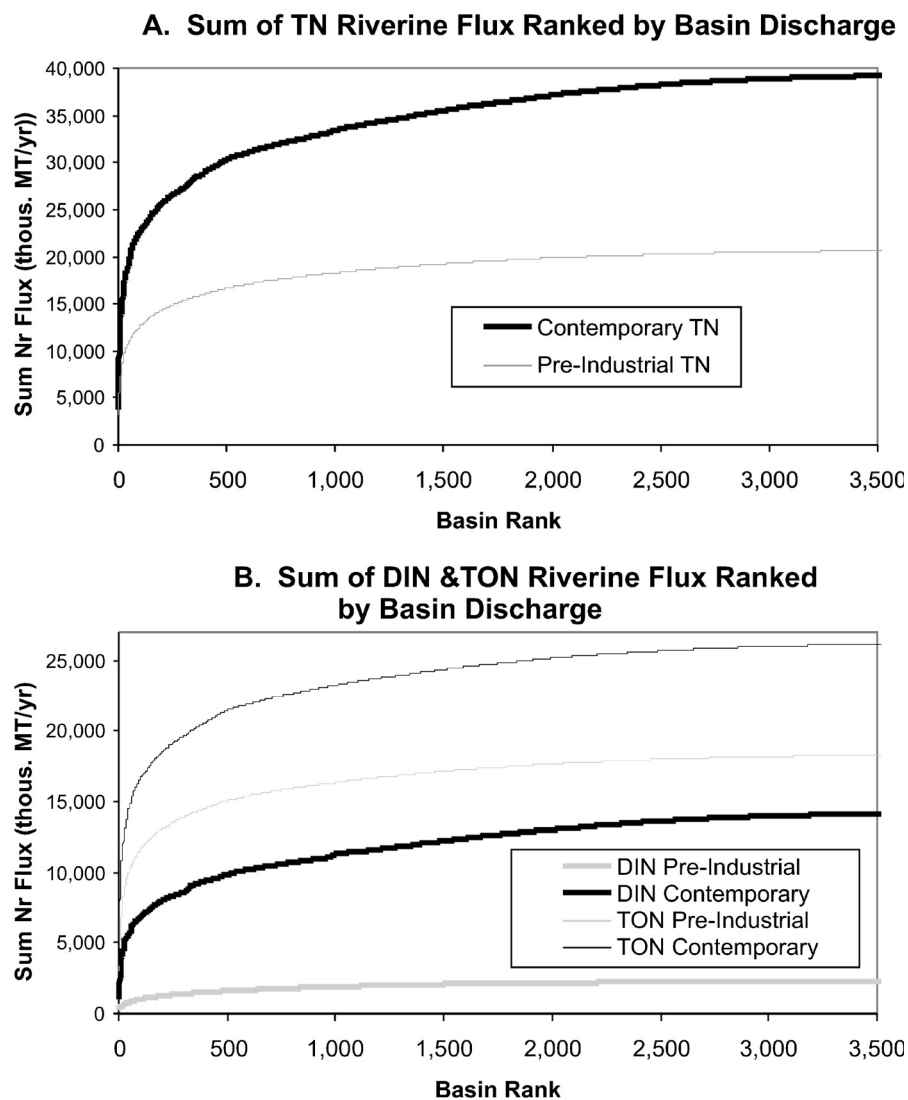 A. Sum of TN Riverine Flux Ranked by Basin Discharge
Sum Nr Flux (thous. MT/yr))
40,000
35,000
30,000
25,000
20,000
15,000
10,000
5,000
0
Contemporary TN
Pre-Industrial TN
0 500 1,000 1,500 2,000 2,500 3,000 3,500
Basin Rank
B. Sum of DIN &TON Riverine Flux Ranked
by Basin Discharge
Sum Nr Flux (thous. MT/yr)
25,000
20,000
15,000
10,000
5,000
0
DIN Pre-Industrial
DIN Contemporary
TON Pre-Industrial
TON Contemporary
0 500 1,000 1,500 2,000 2,500 3,000 3,500
Basin Rank